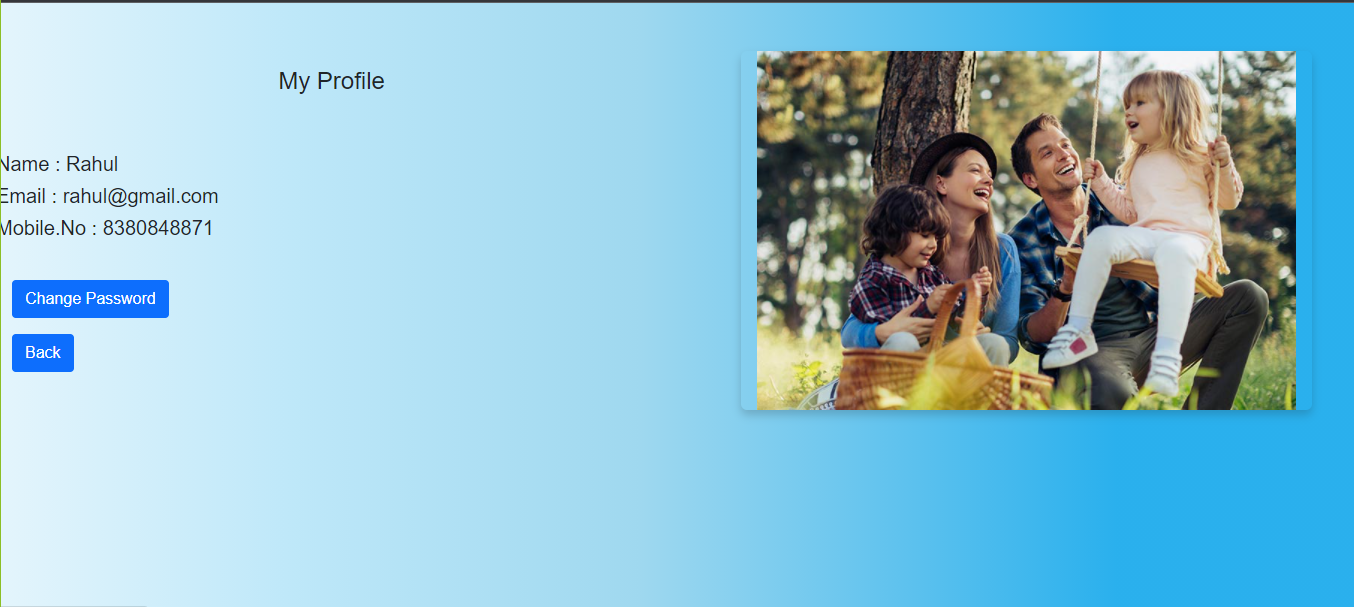 My Profile
Name : Rahul
Email : rahul@gmail.com
Mobile.No : 8380848871
Change Password
Back